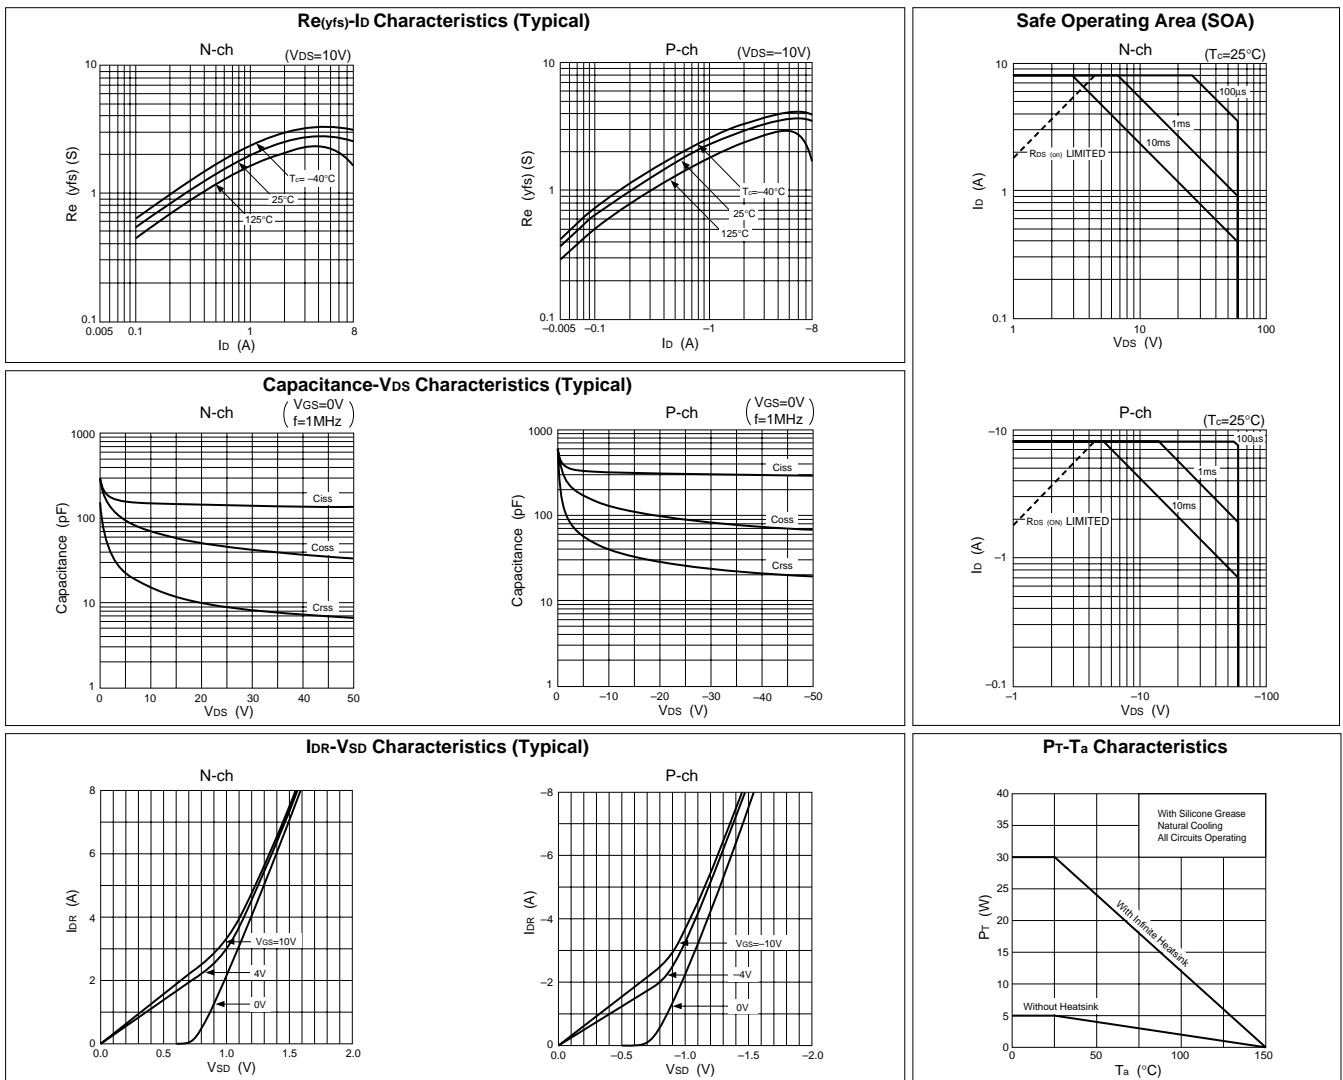 Re(yfs)-ID Characteristics (Typical)
N-ch
(VDS=10V)
10
1
0.1
Re (yfs) (S)
Tc= –40°C
25°C
125°C
0.005 0.1 1 8
ID (A)
P-ch
(VDS=–10V)
10
1
0.1
Re (yfs) (S)
Tc= –40°C
25°C
125°C
–0.005 –0.1 –1 –8
ID (A)
Safe Operating Area (SOA)
N-ch
(Tc=25°C)
10
1
0.1
ID (A)
100µs
1ms
10ms
RDS (on) LIMITED
1 10 100
VDS (V)
P-ch
(Tc=25°C)
–10
–1
–0.1
ID (A)
100µs
1ms
10ms
RDS (ON) LIMITED
–1 –10 –100
VDS (V)
Capacitance-VDS Characteristics (Typical)
N-ch
(VGS=0V
f=1MHz)
1000
100
10
1
Capacitance (pF)
Ciss
Coss
Crss
0 10 20 30 40 50
VDS (V)
P-ch
(VGS=0V
f=1MHz)
1000
100
10
1
Capacitance (pF)
Ciss
Coss
Crss
0 –10 –20 –30 –40 –50
VDS (V)
IDR-VSD Characteristics (Typical)
N-ch
8
6
4
2
0
IDR (A)
VGS=10V
4V
0V
0.0 0.5 1.0 1.5 2.0
VSD (V)
P-ch
–8
–6
–4
–2
0
IDR (A)
VGS=–10V
–4V
0V
0.0 –0.5 –1.0 –1.5 –2.0
VSD (V)
PT-Ta Characteristics
40
35
30
25
20
15
10
5
0
PT (W)
With Silicone Grease
Natural Cooling
All Circuits Operating
With Infinite Heatsink
Without Heatsink
0 50 100 150
Ta (°C)